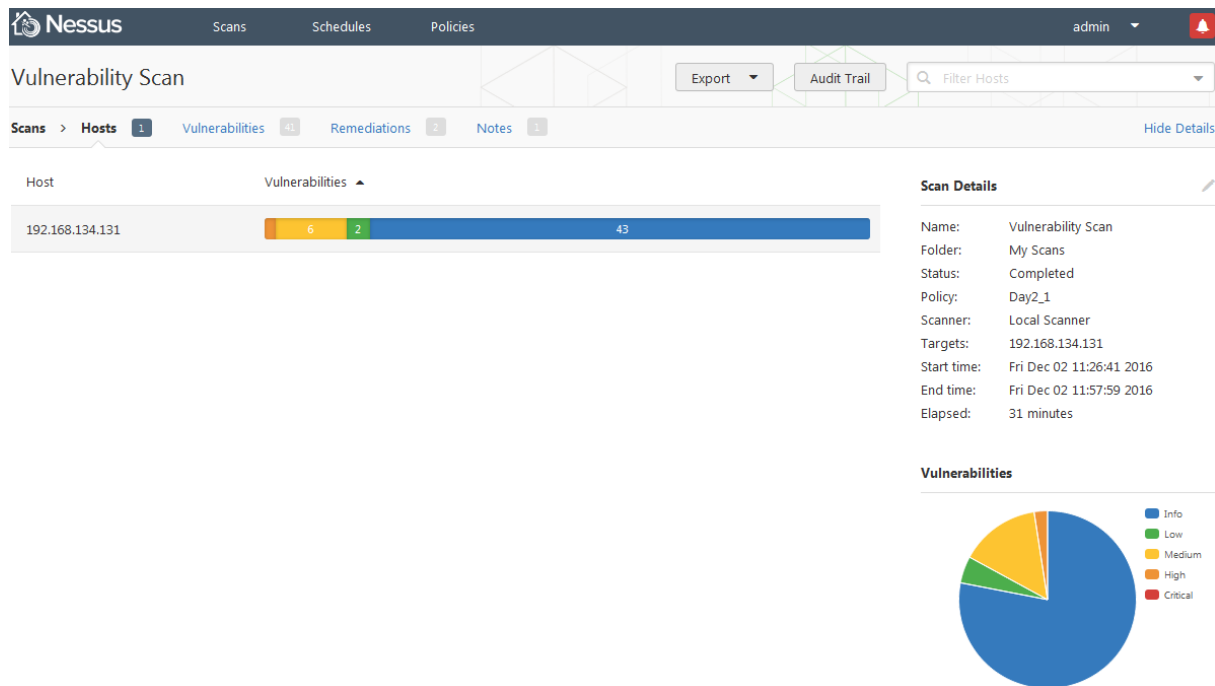 Nessus Scans Schedules Policies admin
Vulnerability Scan Export Audit Trail Filter Hosts
Scans > Hosts 1 Vulnerabilities 41 Remediations 2 Notes 1 Hide Details
Host Vulnerabilities
192.168.134.131 6 2 43
Scan Details
Name: Vulnerability Scan
Folder: My Scans
Status: Completed
Policy: Day2_1
Scanner: Local Scanner
Targets: 192.168.134.131
Start time: Fri Dec 02 11:26:41 2016
End time: Fri Dec 02 11:57:59 2016
Elapsed: 31 minutes
Vulnerabilities
Info
Low
Medium
High
Critical